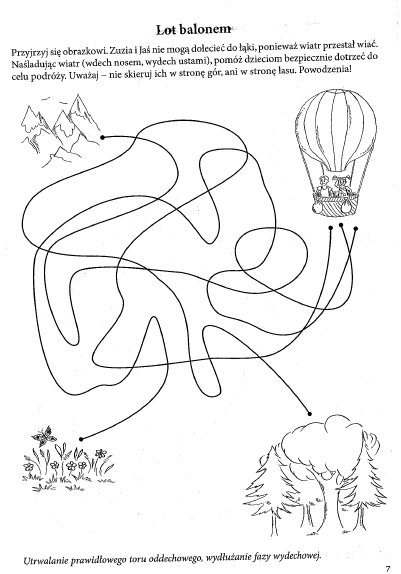 Lot balonem
Przyjrzyj się obrazkowi. Zuzia i Jaś nie mogą dolecieć do łąki, ponieważ wiatr przestał wiać.
Naśladując wiatr (wdech nosem, wydech ustami), pomóż dzieciom bezpiecznie dotrzeć do
celu podróży. Uważaj – nie skieruj ich w stronę gór, ani w stronę lasu. Powodzenia!
Utrwalanie prawidłowego toru oddechowego, wydłużanie fazy wydechowej.
7